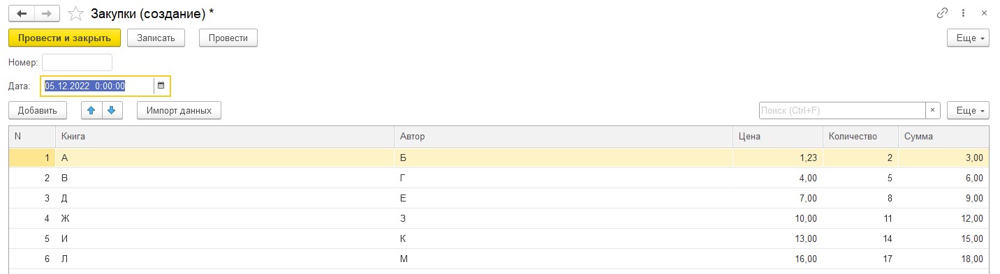 Закупки (создание) *
Провести и закрыть Записать Провести Еще
Номер:
Дата: 05.12.2022 0:00:00
Добавить Импорт данных Поиск (Ctrl+F) × Еще
N Книга Автор Цена Количество Сумма
1 А Б 1,23 2 3,00
2 В Г 4,00 5 6,00
3 Д Е 7,00 8 9,00
4 Ж З 10,00 11 12,00
5 И К 13,00 14 15,00
6 Л М 16,00 17 18,00